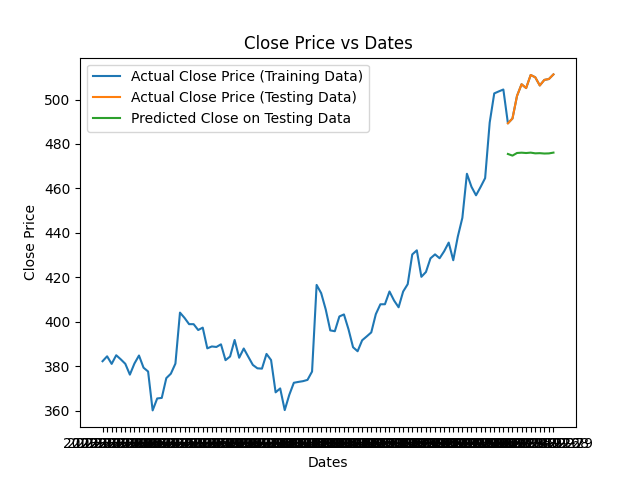 Close Price vs Dates
Actual Close Price (Training Data)
Actual Close Price (Testing Data)
Predicted Close on Testing Data
500
480
460
440
420
400
380
360
Close Price
Dates